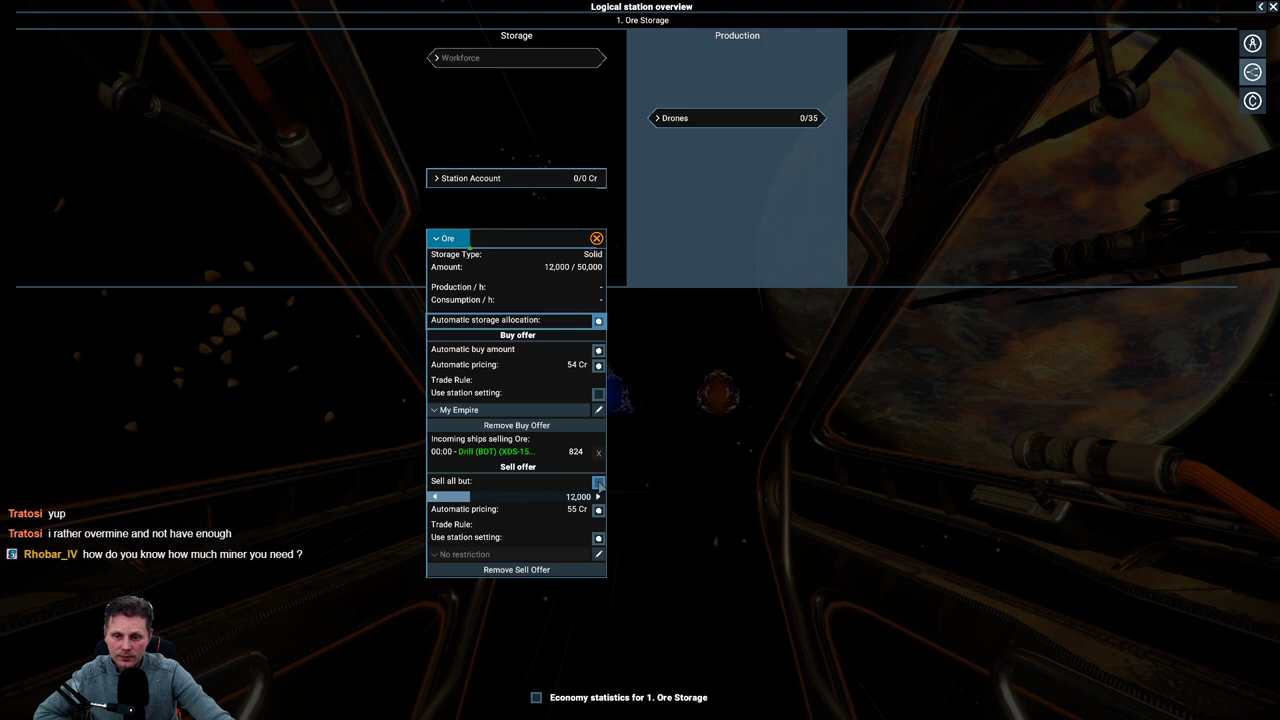 Logical station overview
1. Ore Storage
Storage
Production
Workforce
Drones 0/35
Station Account 0/0 Cr
Ore
Storage Type: Solid
Amount: 12,000 / 50,000
Production / h: -
Consumption / h: -
Automatic storage allocation:
Buy offer
Automatic buy amount
Automatic pricing: 54 Cr
Trade Rule:
Use station setting:
My Empire
Remove Buy Offer
Incoming ships selling Ore:
00:00 - Drill (BOT) (XDS-15... 824 X
Sell offer
Sell all but:
12,000
Automatic pricing: 55 Cr
Trade Rule:
Use station setting:
No restriction
Remove Sell Offer
Tratosi yup
Tratosi i rather overmine and not have enough
Rhobar_IV how do you know how much miner you need ?
Economy statistics for 1. Ore Storage